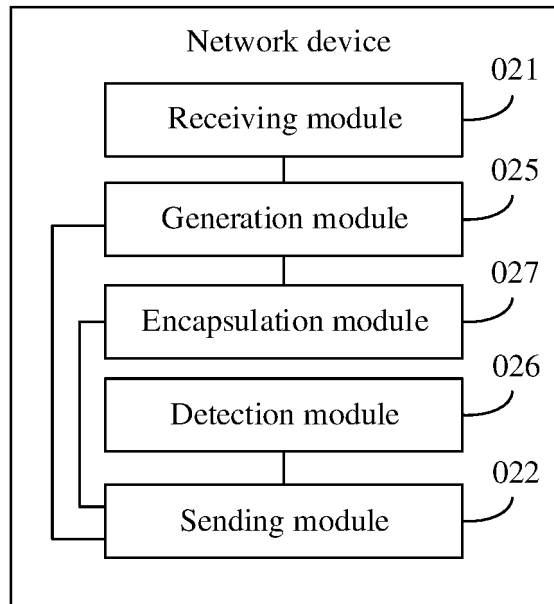 Network device
021
Receiving module
025
Generation module
027
Encapsulation module
026
Detection module
022
Sending module